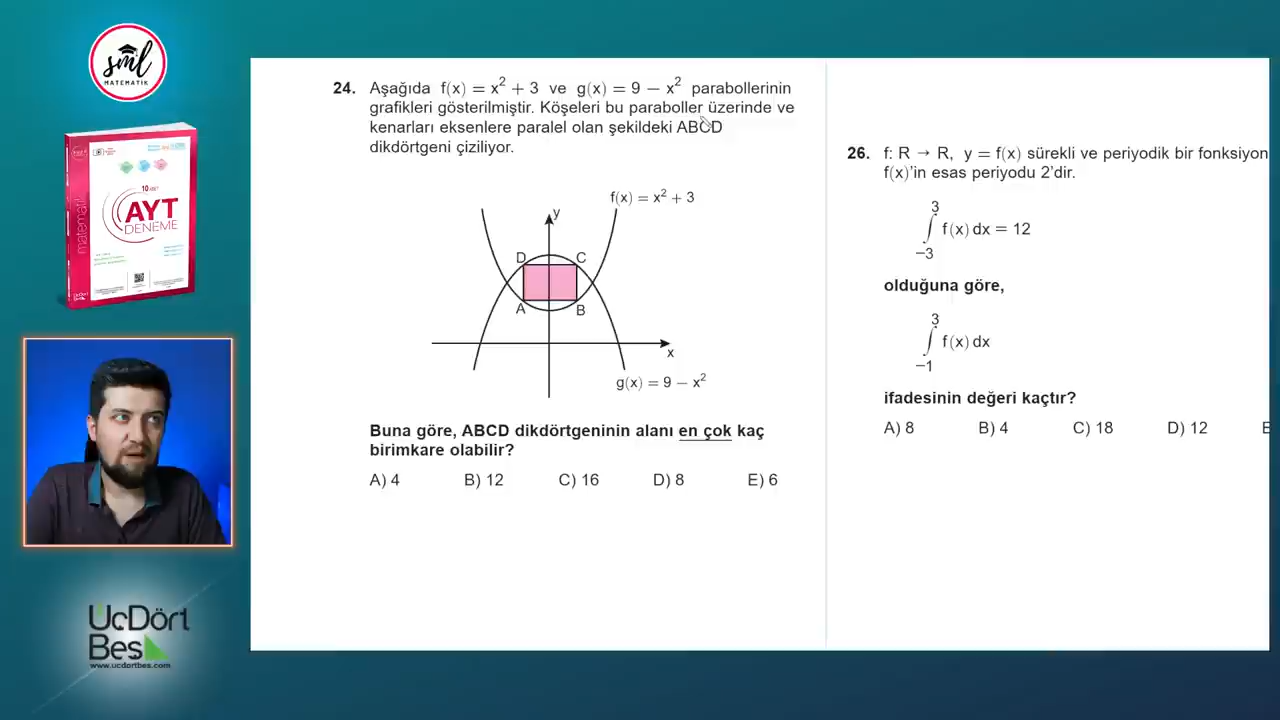 sml
MATEMATİK
10 ADET
AYT
DENEME
matematik
ÜçDört
Beş
www.ucdortbes.com
24. Aşağıda f(x) = x² + 3 ve g(x) = 9 − x² parabollerinin
grafikleri gösterilmiştir. Köşeleri bu paraboller üzerinde ve
kenarları eksenlere paralel olan şekildeki ABCD
dikdörtgeni çiziliyor.
f(x) = x² + 3
y
D C
A B
x
g(x) = 9 − x²
Buna göre, ABCD dikdörtgeninin alanı en çok kaç
birimkare olabilir?
A) 4 B) 12 C) 16 D) 8 E) 6
26. f: R → R, y = f(x) sürekli ve periyodik bir fonksiyon
f(x)'in esas periyodu 2'dir.
3
∫ f(x) dx = 12
−3
olduğuna göre,
3
∫ f(x) dx
−1
ifadesinin değeri kaçtır?
A) 8 B) 4 C) 18 D) 12 E